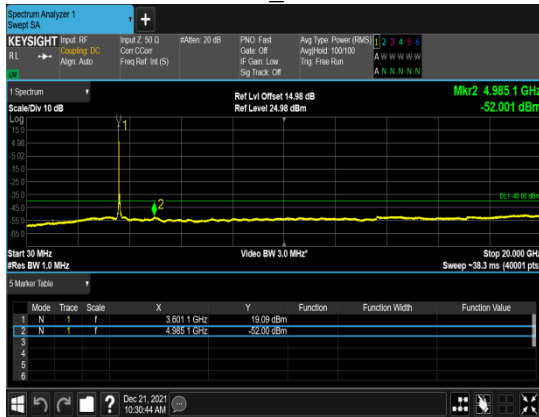 Spectrum Analyzer 1
Swept SA
+
KEYSIGHT Input: RF Input Z: 50 Ω #Atten: 20 dB PNO: Fast Avg Type: Power (RMS) 1 2 3 4 5 6
RL Coupling: DC Corr CCorr Gate: Off Avg|Hold: 100/100 A W W W W W
Align: Auto Freq Ref: Int (S) IF Gain: Low Trig: Free Run
LW Sig Track: Off A N N N N N
1 Spectrum Ref Lvl Offset 14.98 dB Mkr2 4.985 1 GHz
Scale/Div 10 dB Ref Level 24.98 dBm -52.001 dBm
Log
15.0
4.98
-5.02
-15.0
-25.0
-35.0
-45.0
-55.0
-65.0
1
2
DL1 -40.00 dBm
Start 30 MHz Video BW 3.0 MHz* Stop 20.000 GHz
#Res BW 1.0 MHz Sweep ~38.3 ms (40001 pts)
5 Marker Table
Mode Trace Scale X Y Function Function Width Function Value
1 N 1 f 3.601 1 GHz 19.09 dBm
2 N 1 f 4.985 1 GHz -52.00 dBm
3
4
5
6
? Dec 21, 2021
10:30:44 AM